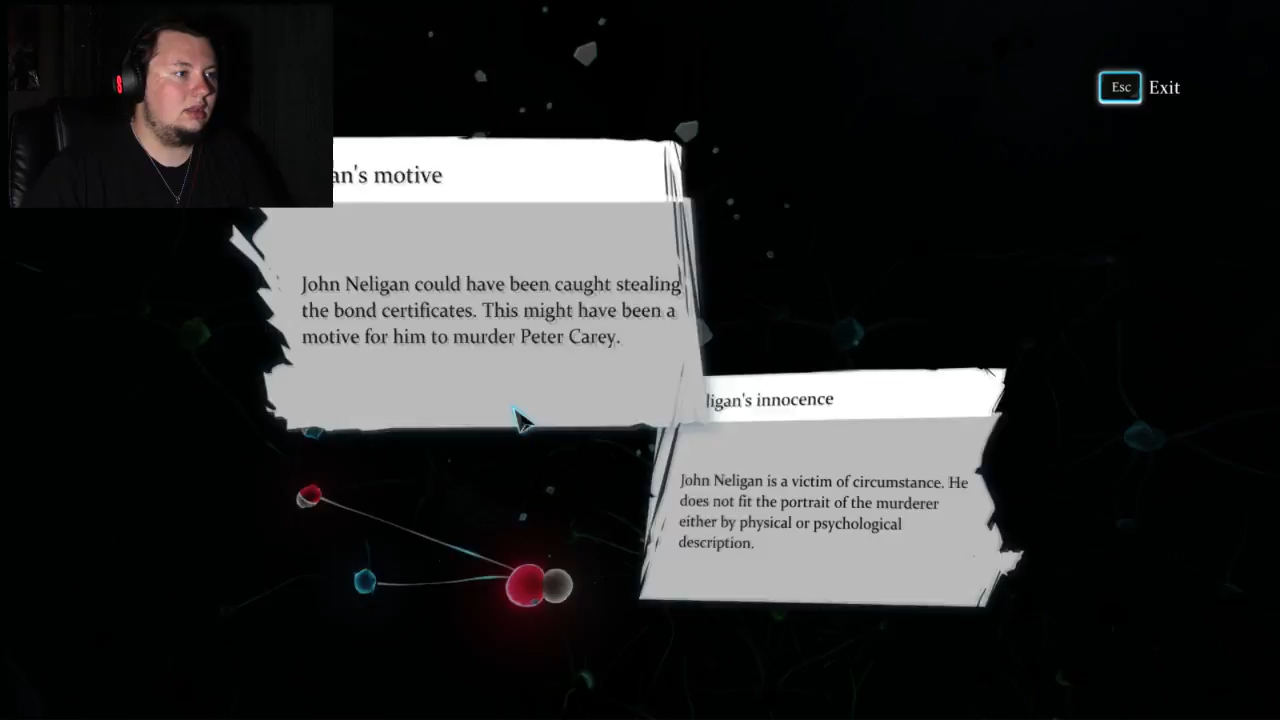 Esc Exit
an's motive
John Neligan could have been caught stealing
the bond certificates. This might have been a
motive for him to murder Peter Carey.
ligan's innocence
John Neligan is a victim of circumstance. He
does not fit the portrait of the murderer
either by physical or psychological
description.